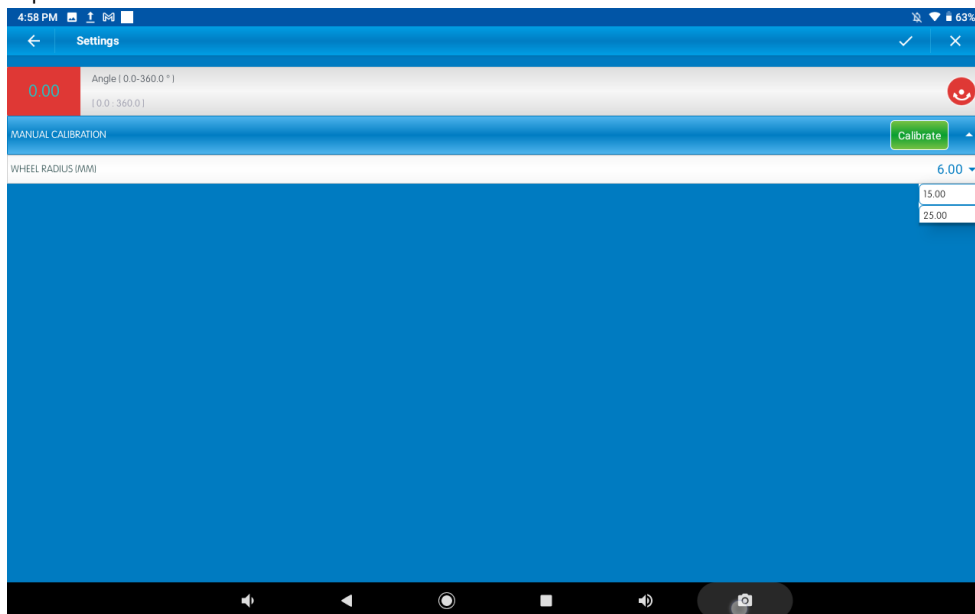 4:58 PM
63%
Settings
0.00
Angle ( 0.0-360.0 ° )
( 0.0 : 360.0 )
MANUAL CALIBRATION
Calibrate
WHEEL RADIUS (MM)
6.00
15.00
25.00